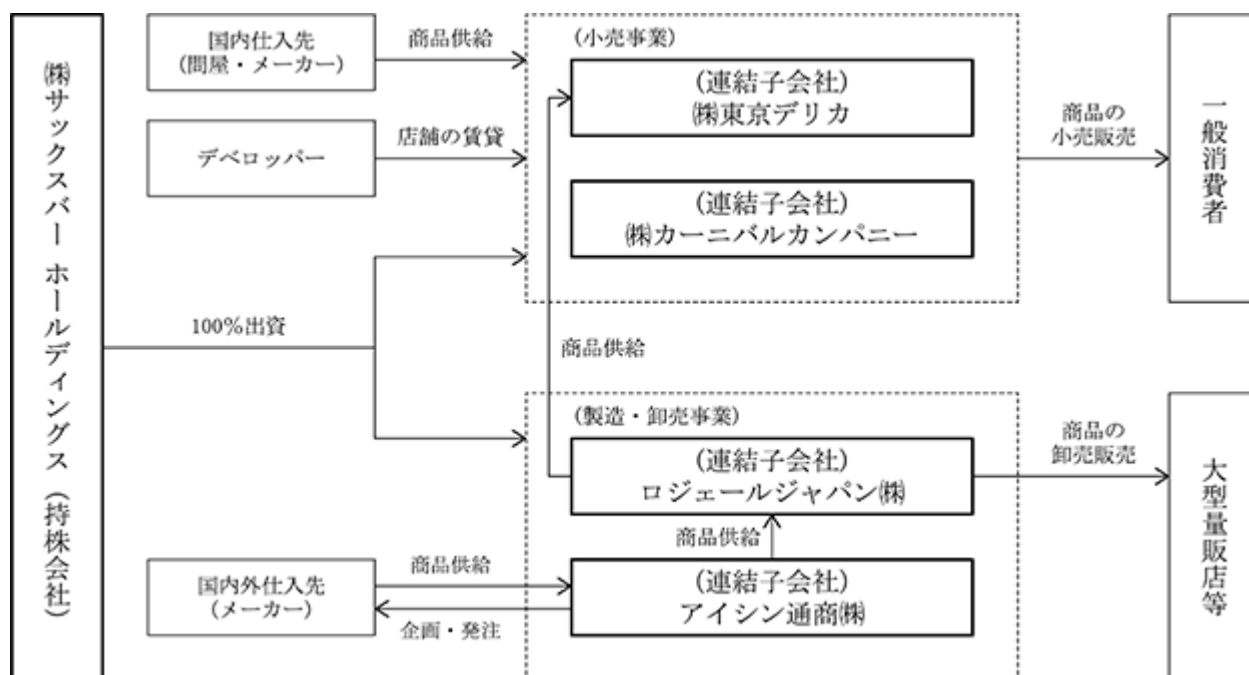 ㈱サックスバー ホールディングス（持株会社）
国内仕入先
（問屋・メーカー）
商品供給
デベロッパー
店舗の賃貸
100％出資
（小売事業）
（連結子会社）
㈱東京デリカ
（連結子会社）
㈱カーニバルカンパニー
商品の
小売販売
一般消費者
商品供給
（製造・卸売事業）
（連結子会社）
ロジェールジャパン㈱
商品の
卸売販売
大型量販店等
商品供給
（連結子会社）
アイシン通商㈱
国内外仕入先
（メーカー）
商品供給
企画・発注